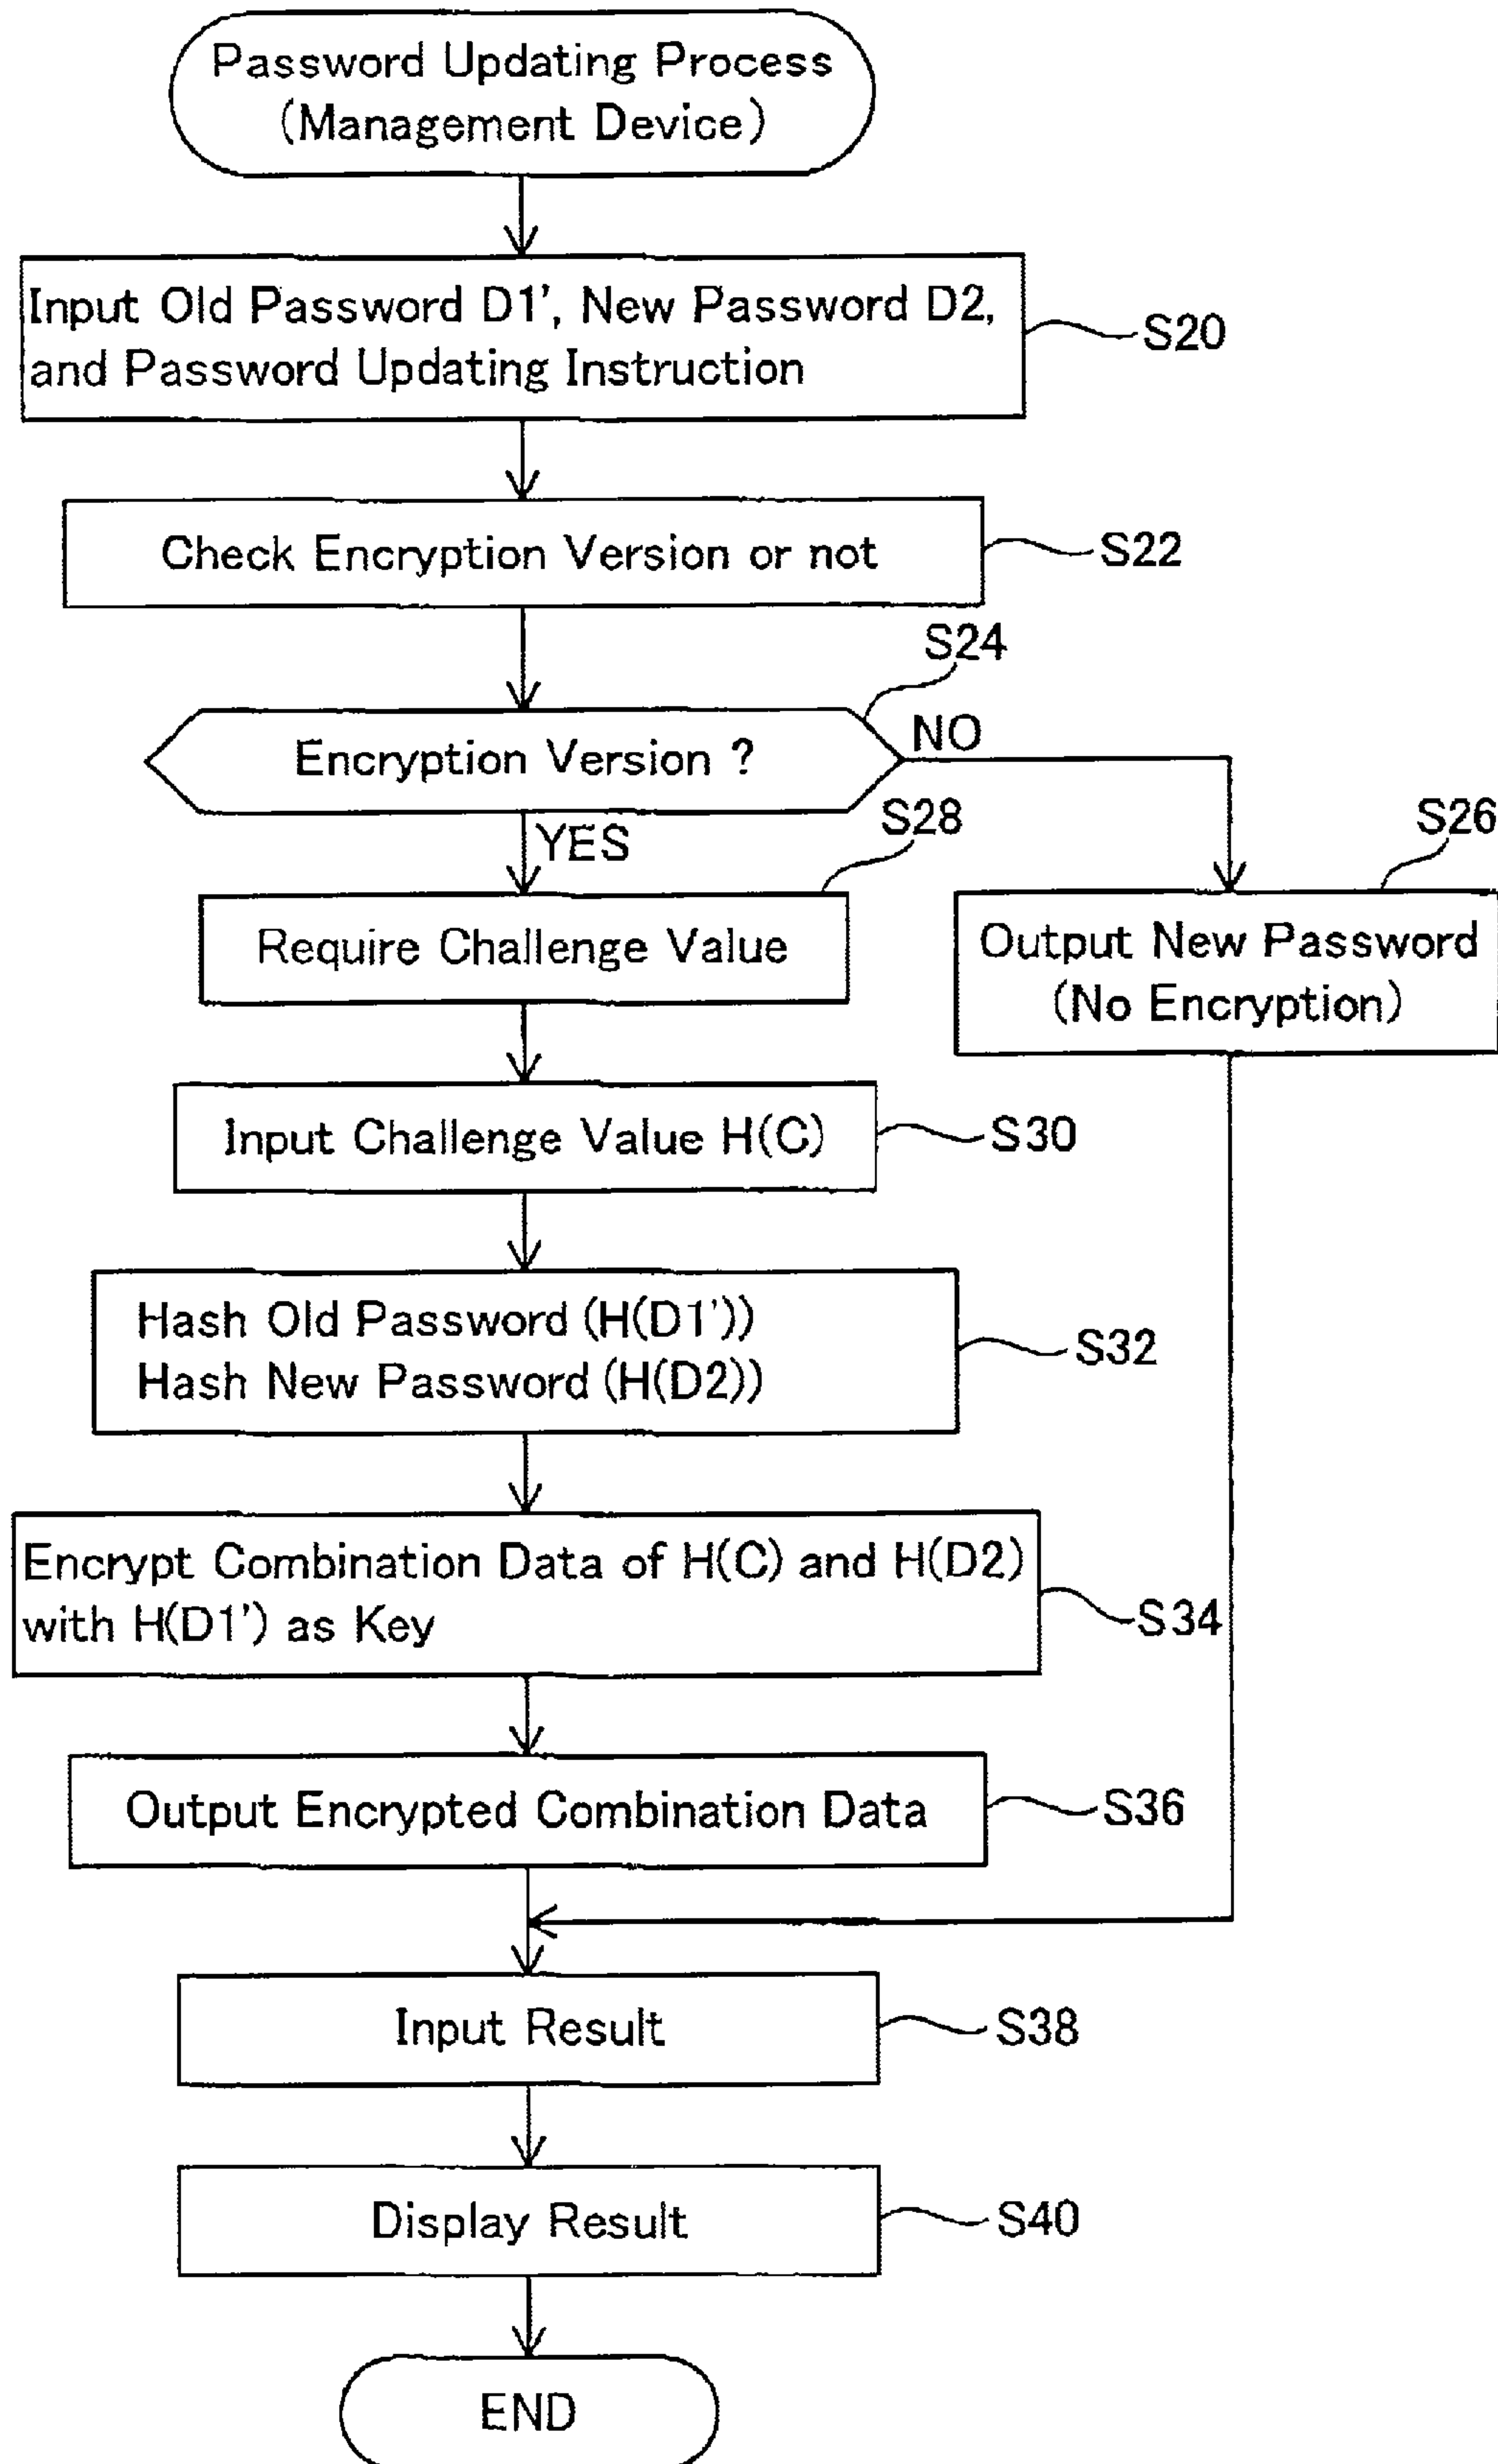 Password Updating Process
(Management Device)
Input Old Password D1', New Password D2,
and Password Updating Instruction
S20
Check Encryption Version or not
S22
S24
Encryption Version ?
NO
YES
S28
S26
Require Challenge Value
Output New Password
(No Encryption)
Input Challenge Value H(C)
S30
Hash Old Password (H(D1'))
Hash New Password (H(D2))
S32
Encrypt Combination Data of H(C) and H(D2)
with H(D1') as Key
S34
Output Encrypted Combination Data
S36
Input Result
S38
Display Result
S40
END